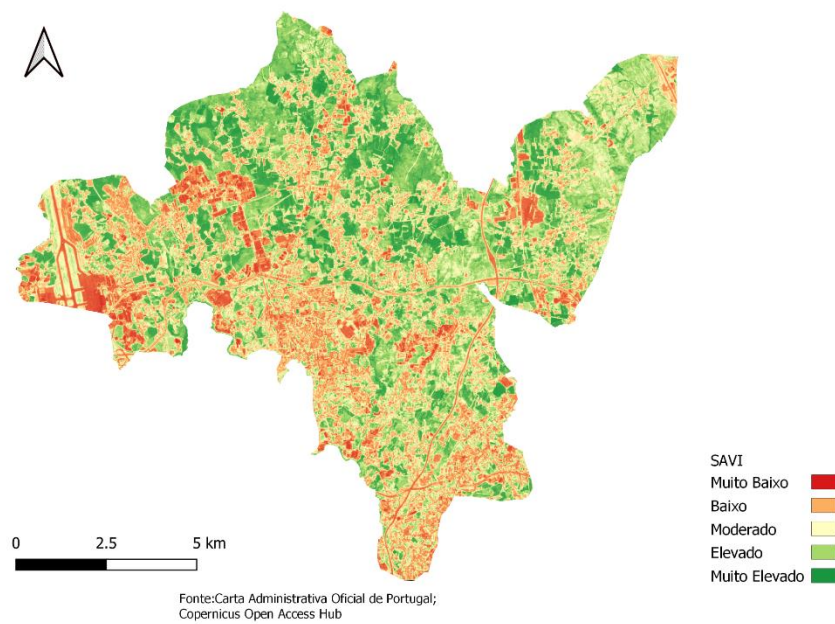 SAVI
Muito Baixo
Baixo
Moderado
Elevado
Muito Elevado
0 2.5 5 km
Fonte:Carta Administrativa Oficial de Portugal;
Copernicus Open Access Hub